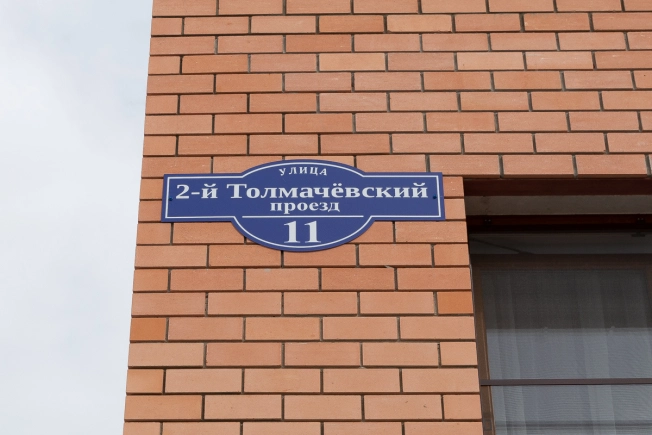 УЛИЦА
2-й Толмачёвский
проезд
11